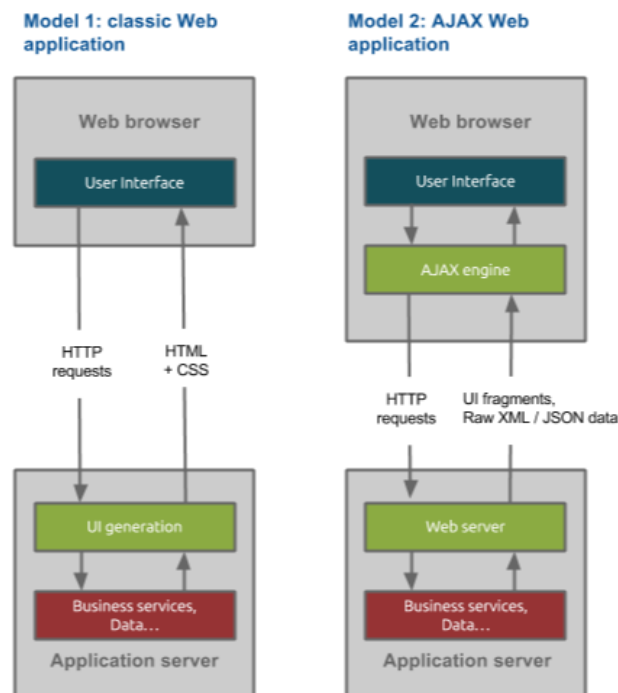 Model 1: classic Web
application
Web browser
User Interface
HTTP
requests
HTML
+ CSS
UI generation
Business services,
Data...
Application server
Model 2: AJAX Web
application
Web browser
User Interface
AJAX engine
HTTP
requests
UI fragments,
Raw XML / JSON data
Web server
Business services,
Data...
Application server